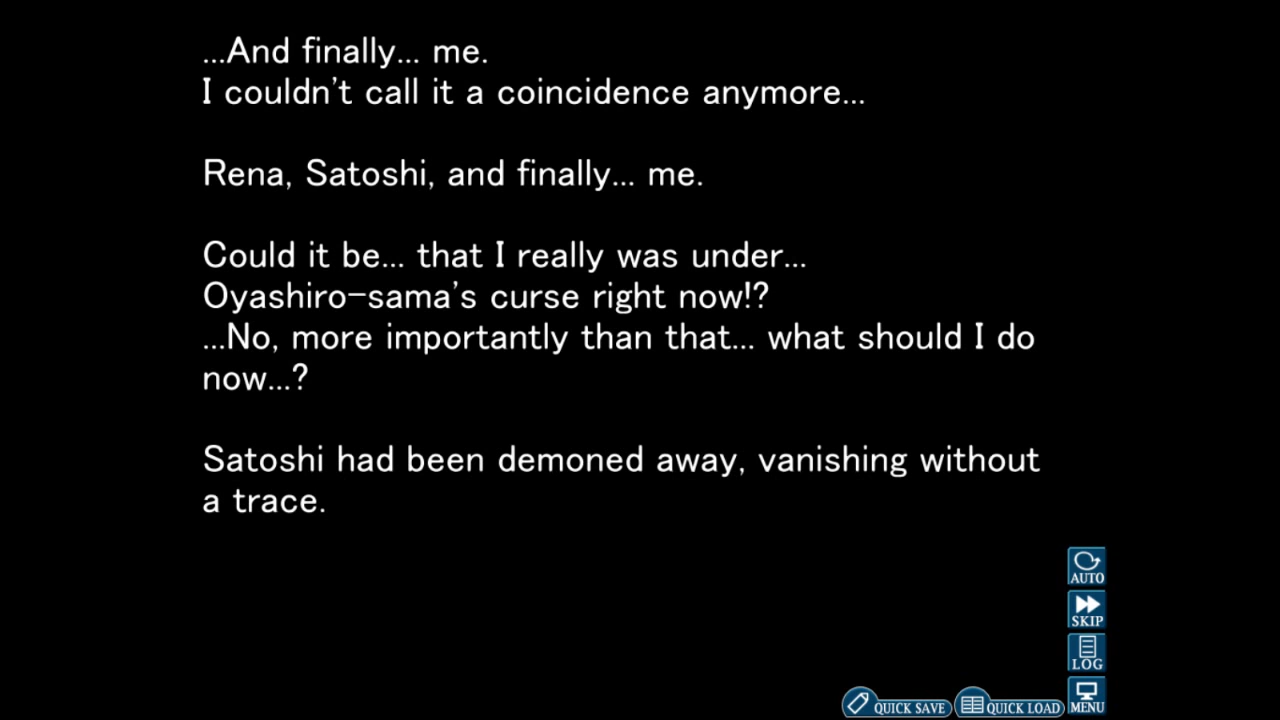 ...And finally... me.
I couldn't call it a coincidence anymore...
Rena, Satoshi, and finally... me.
Could it be... that I really was under...
Oyashiro-sama's curse right now!?
...No, more importantly than that... what should I do
now...?
Satoshi had been demoned away, vanishing without
a trace.
AUTO
SKIP
LOG
MENU
QUICK SAVE
QUICK LOAD